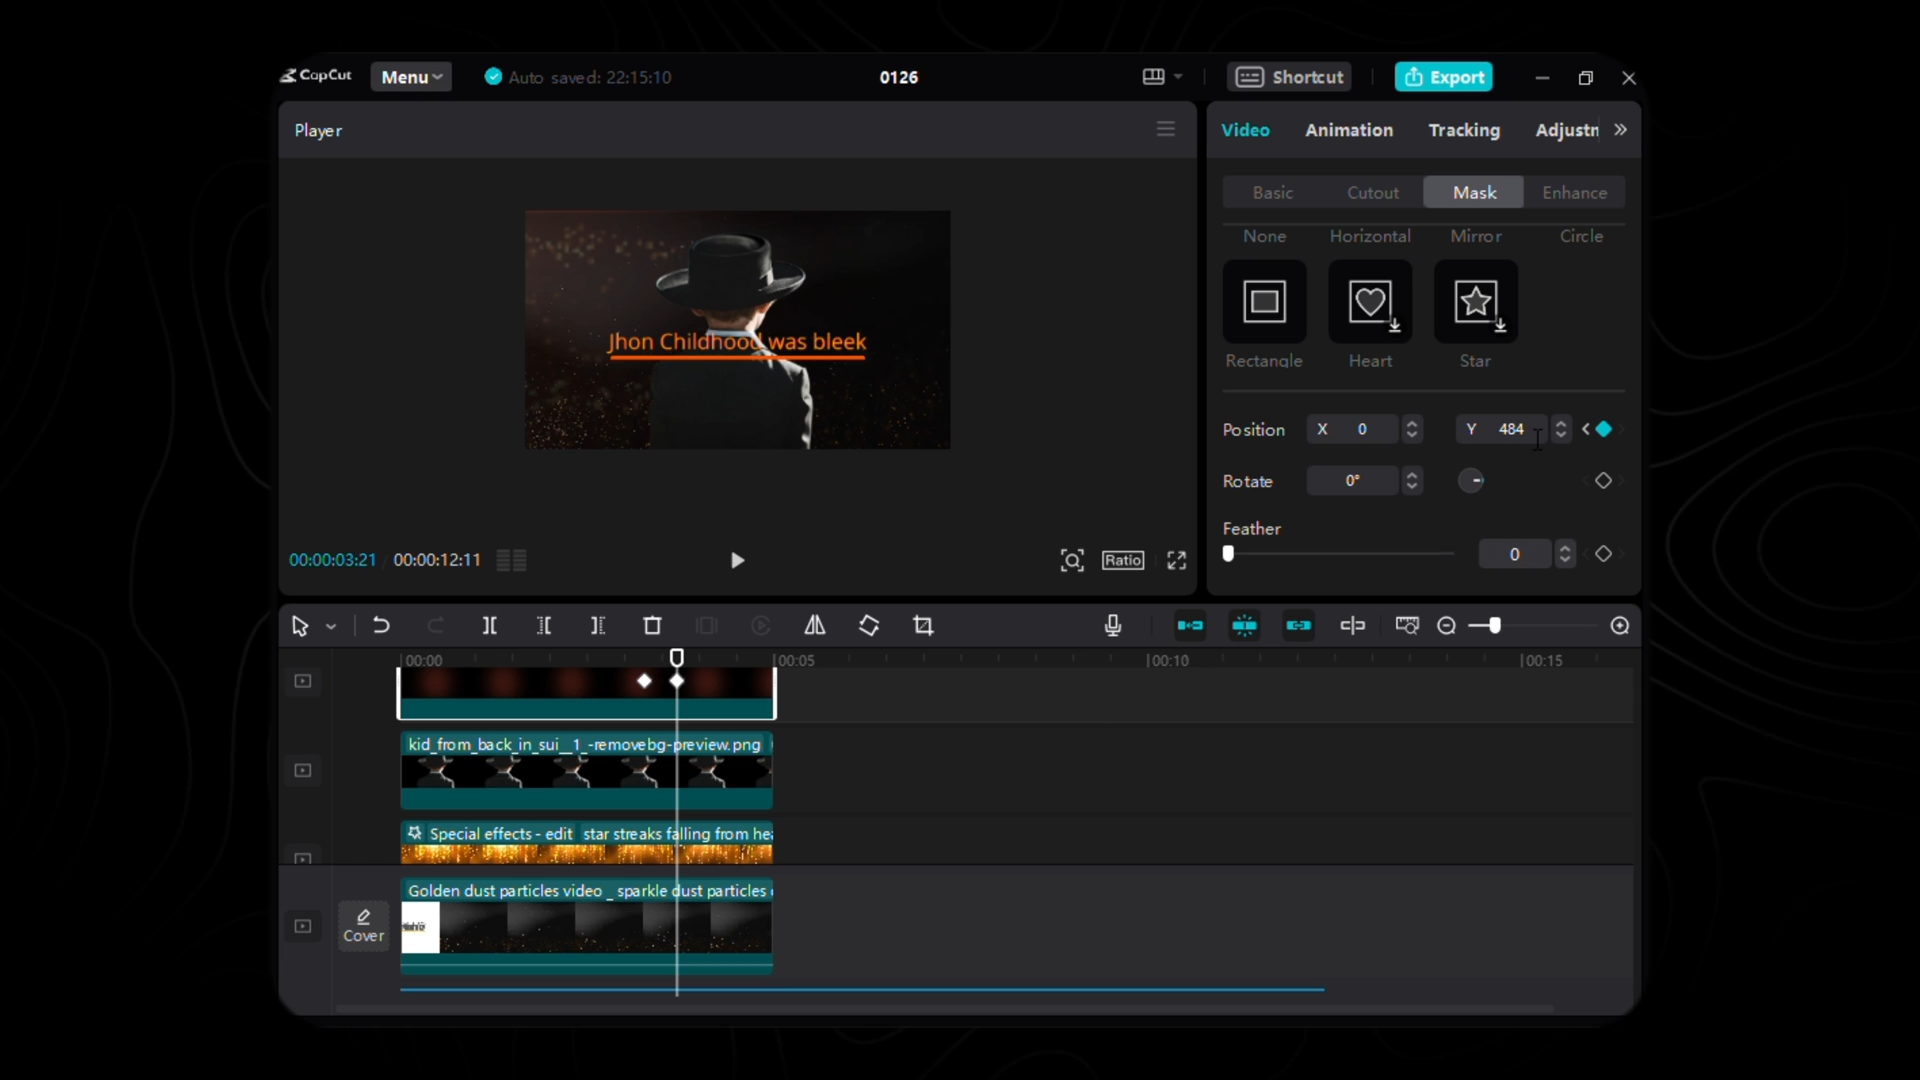 CapCut
Menu
Auto saved: 22:15:10
0126
Shortcut
Export
Player
Video
Animation
Tracking
Adjustn
Basic
Cutout
Mask
Enhance
None
Horizontal
Mirror
Circle
Jhon Childhood was bleek
Rectangle
Heart
Star
Position
X 0
Y 484
Rotate
0°
Feather
0
00:00:03:21 / 00:00:12:11
Ratio
00:00
00:05
00:10
00:15
kid_from_back_in_sui__1_-removebg-preview.png
Special effects - edit star streaks falling from hea
Golden dust particles video _ sparkle dust particles
Cover